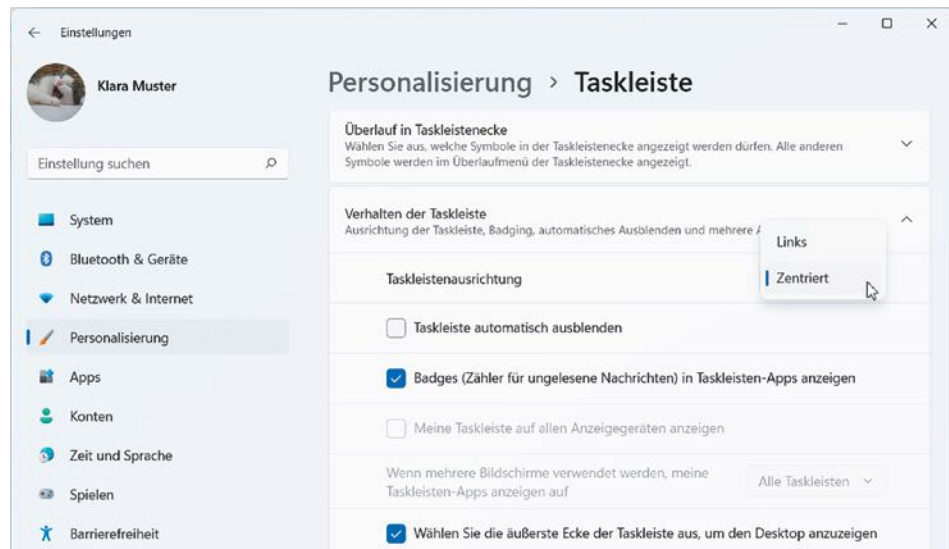 Einstellungen
Klara Muster
Einstellung suchen
System
Bluetooth & Geräte
Netzwerk & Internet
Personalisierung
Apps
Konten
Zeit und Sprache
Spielen
Barrierefreiheit
Personalisierung > Taskleiste
Überlauf in Taskleistenecke
Wählen Sie aus, welche Symbole in der Taskleistenecke angezeigt werden dürfen. Alle anderen
Symbole werden im Überlaufmenü der Taskleistenecke angezeigt.
Verhalten der Taskleiste
Ausrichtung der Taskleiste, Badging, automatisches Ausblenden und mehrere
Links
Zentriert
Taskleistenausrichtung
Taskleiste automatisch ausblenden
Badges (Zähler für ungelesene Nachrichten) in Taskleisten-Apps anzeigen
Meine Taskleiste auf allen Anzeigegeräten anzeigen
Wenn mehrere Bildschirme verwendet werden, meine
Taskleisten-Apps anzeigen auf
Alle Taskleisten
Wählen Sie die äußerste Ecke der Taskleiste aus, um den Desktop anzuzeigen